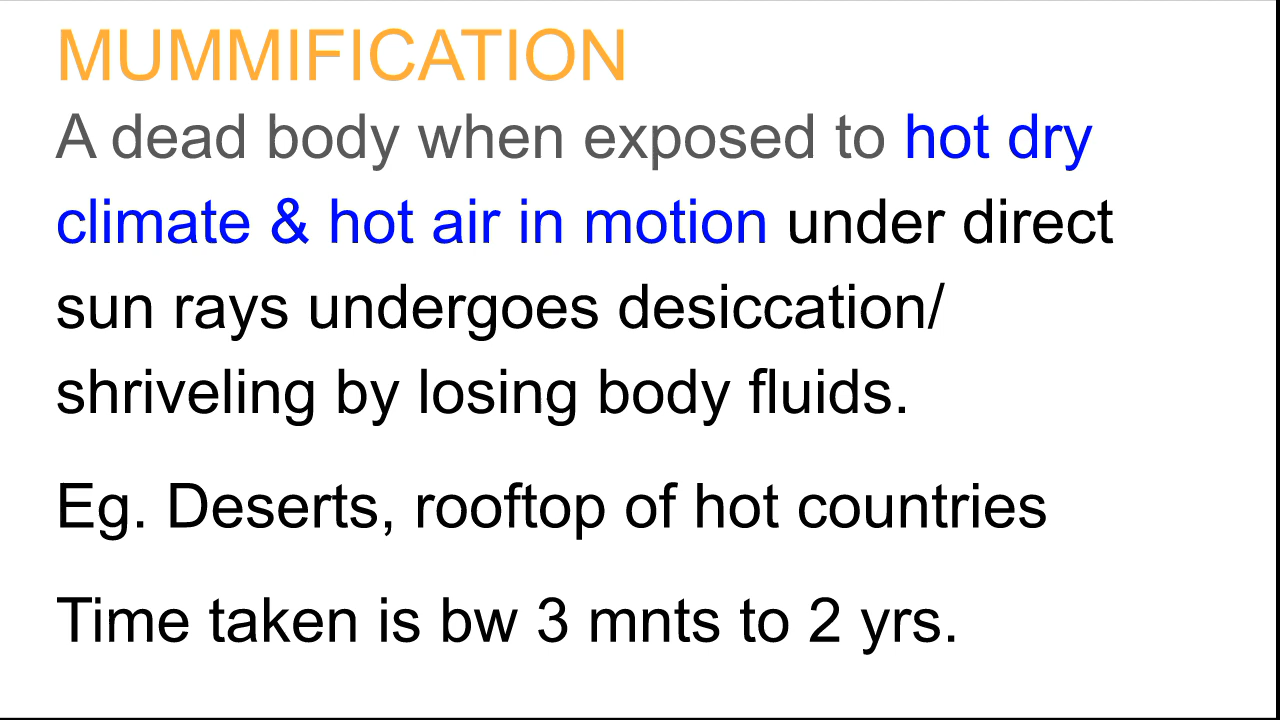 MUMMIFICATION
A dead body when exposed to hot dry
climate & hot air in motion under direct
sun rays undergoes desiccation/
shriveling by losing body fluids.
Eg. Deserts, rooftop of hot countries
Time taken is bw 3 mnts to 2 yrs.